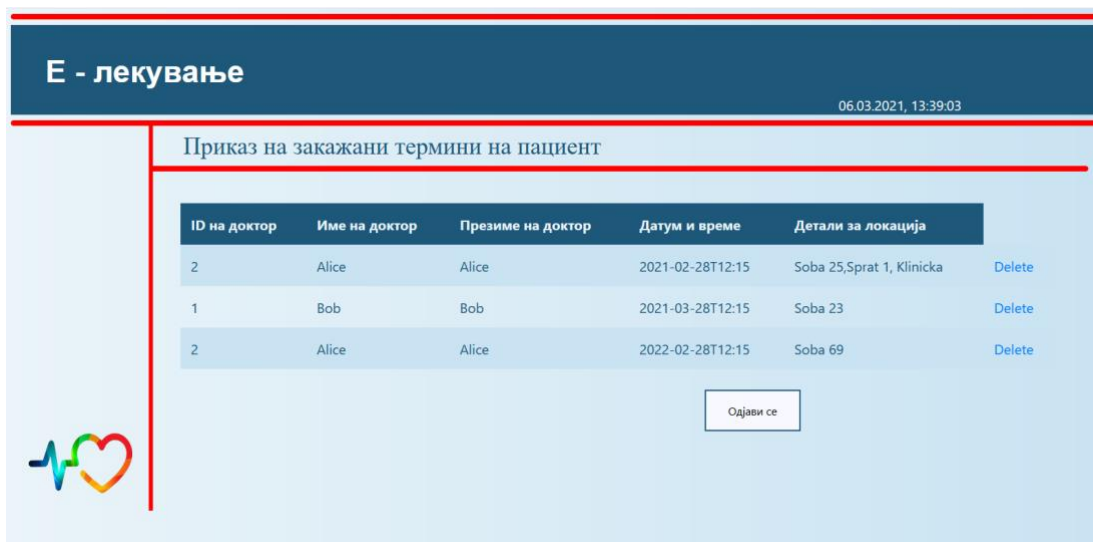 Е - лекување
06.03.2021, 13:39:03
Приказ на закажани термини на пациент
ID на доктор Име на доктор Презиме на доктор Датум и време Детали за локација
2 Alice Alice 2021-02-28T12:15 Soba 25,Sprat 1, Klinicka Delete
1 Bob Bob 2021-03-28T12:15 Soba 23 Delete
2 Alice Alice 2022-02-28T12:15 Soba 69 Delete
Одјави се